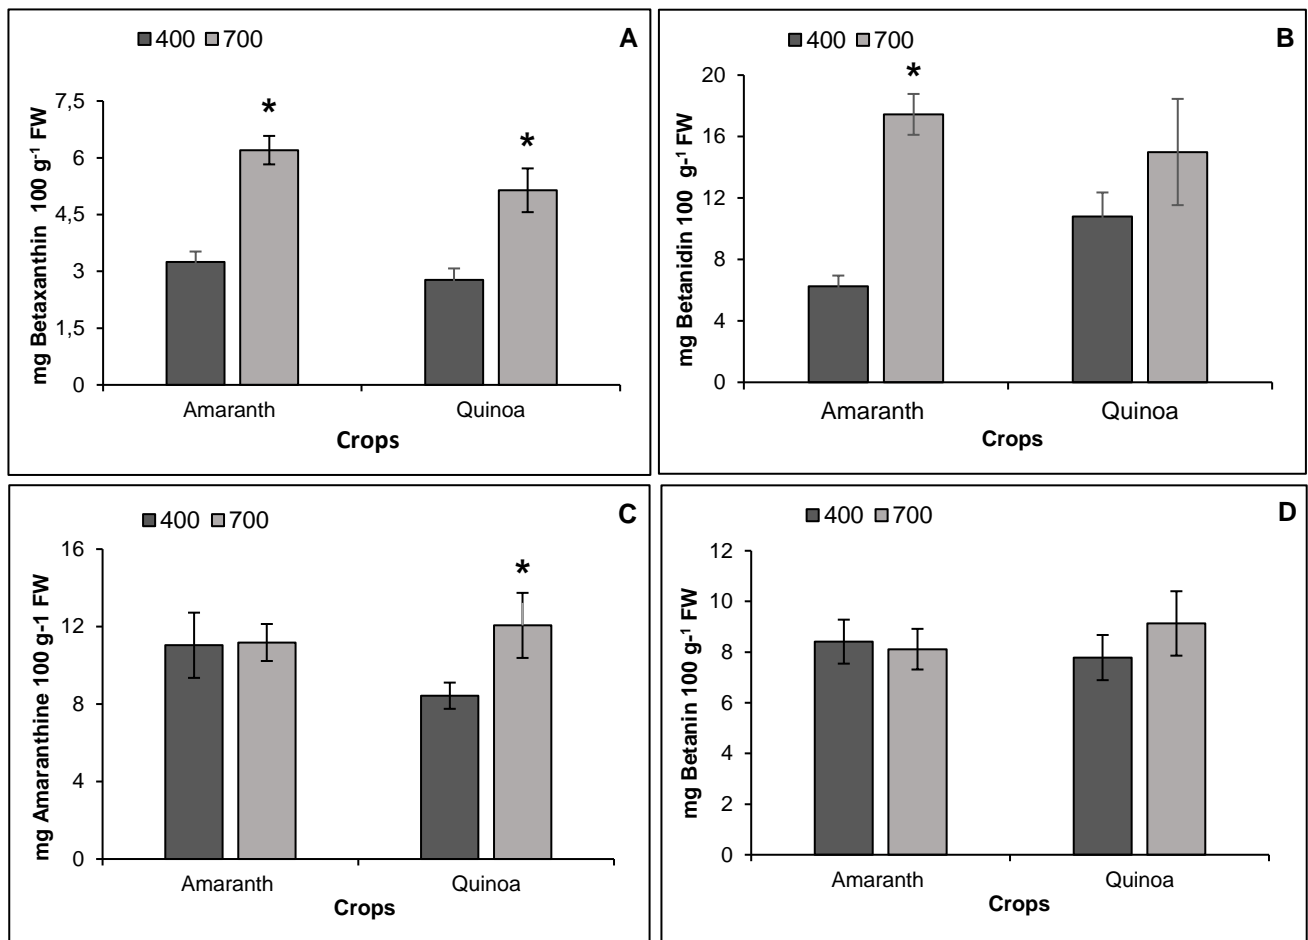 400 700 A
mg Betaxanthin 100 g-1 FW
7,5
6
4,5
3
1,5
0
* *
Amaranth Quinoa
Crops
400 700 B
mg Betanidin 100 g-1 FW
20
16
12
8
4
0
*
Amaranth Quinoa
Crops
400 700 C
mg Amaranthine 100 g-1 FW
16
12
8
4
0
*
Amaranth Quinoa
Crops
400 700 D
mg Betanin 100 g-1 FW
12
10
8
6
4
2
0
Amaranth Quinoa
Crops